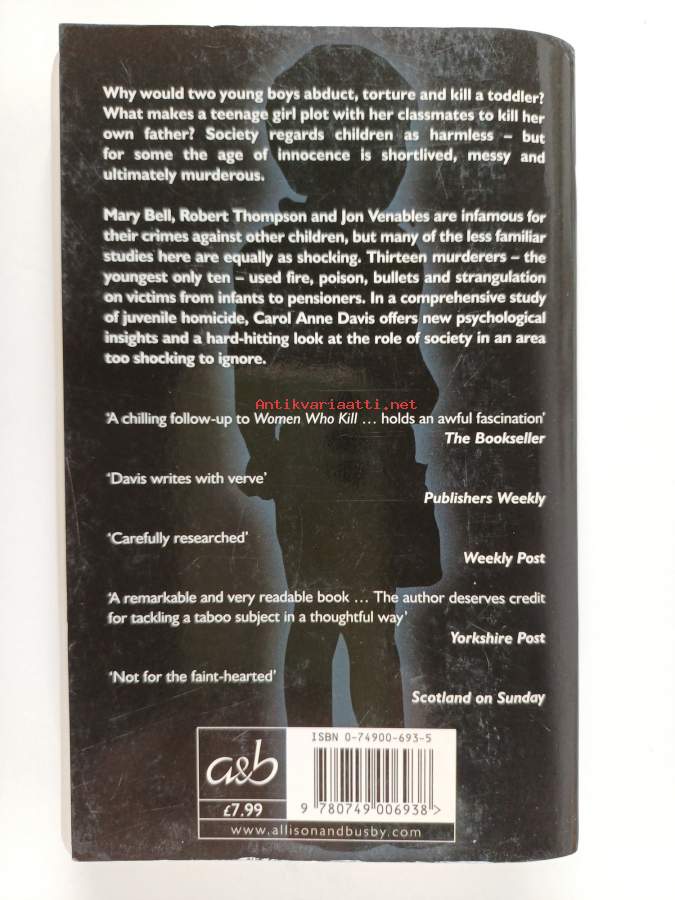 Why would two young boys abduct, torture and kill a toddler?
What makes a teenage girl plot with her classmates to kill her
own father? Society regards children as harmless – but
for some the age of innocence is shortlived, messy and
ultimately murderous.
Mary Bell, Robert Thompson and Jon Venables are infamous for
their crimes against other children, but many of the less familiar
studies here are equally as shocking. Thirteen murderers – the
youngest only ten – used fire, poison, bullets and strangulation
on victims from infants to pensioners. In a comprehensive study
of juvenile homicide, Carol Anne Davis offers new psychological
insights and a hard-hitting look at the role of society in an area
too shocking to ignore.
Antikvariaatti.net
‘A chilling follow-up to Women Who Kill … holds an awful fascination’
The Bookseller
‘Davis writes with verve’
Publishers Weekly
‘Carefully researched’
Weekly Post
‘A remarkable and very readable book … The author deserves credit
for tackling a taboo subject in a thoughtful way’
Yorkshire Post
‘Not for the faint-hearted’
Scotland on Sunday
ISBN 0-74900-693-5
a&b
£7.99
9 780749 006938 >
www.allisonandbusby.com